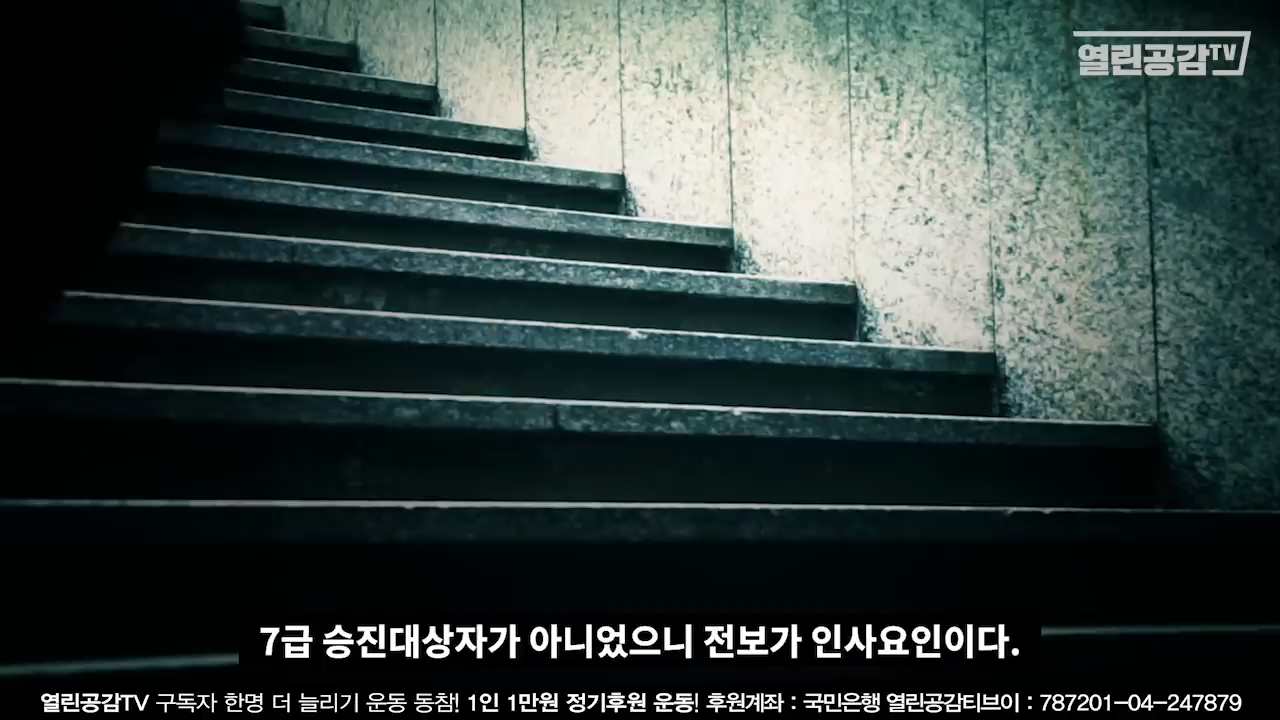 열린공감TV
7급 승진대상자가 아니었으니 전보가 인사요인이다.
열린공감TV 구독자 한명 더 늘리기 운동 동참! 1인 1만원 정기후원 운동! 후원계좌 : 국민은행 열린공감티브이 : 787201-04-247879